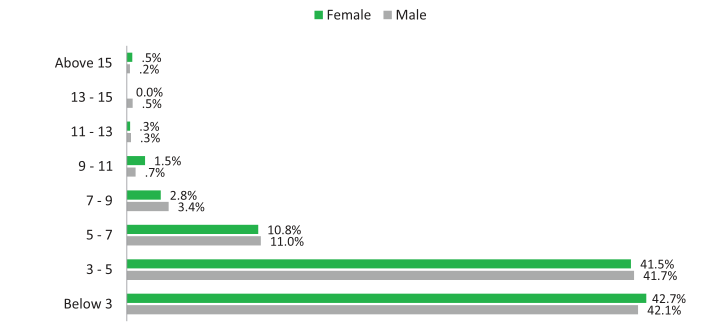 Female Male
Above 15 .5%
.2%
13 - 15 0.0%
.5%
11 - 13 .3%
.3%
9 - 11 1.5%
.7%
7 - 9 2.8%
3.4%
5 - 7 10.8%
11.0%
3 - 5 41.5%
41.7%
Below 3 42.7%
42.1%